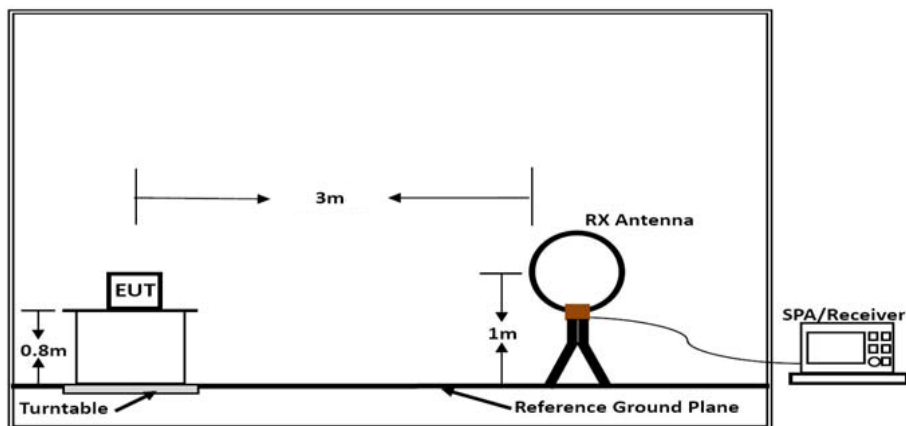 3m
RX Antenna
EUT
SPA/Receiver
0.8m
1m
Turntable
Reference Ground Plane